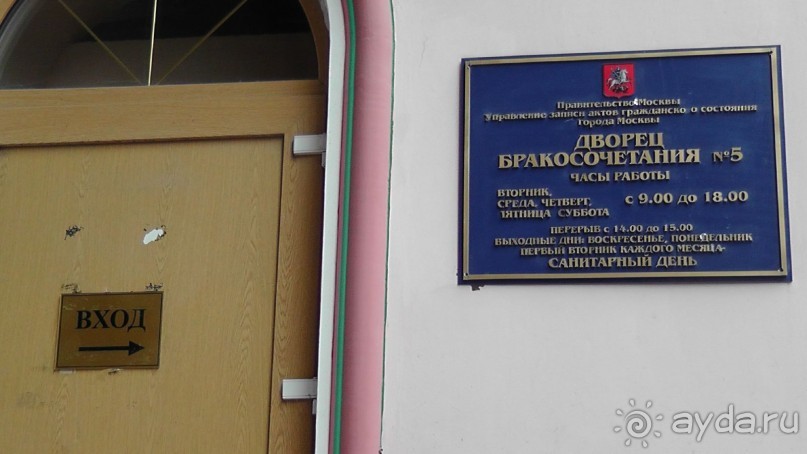 Правительство Москвы
Управление записи актов гражданско о состояния
города Москвы
ДВОРЕЦ
БРАКОСОЧЕТАНИЯ №5
ЧАСЫ РАБОТЫ
ВТОРНИК,
СРЕДА, ЧЕТВЕРГ,
ПЯТНИЦА СУББОТА
с 9.00 до 18.00
ПЕРЕРЫВ с 14.00 до 15.00
ВЫХОДНЫЕ ДНИ: ВОСКРЕСЕНЬЕ, ПОНЕДЕЛЬНИК
ПЕРВЫЙ ВТОРНИК КАЖДОГО МЕСЯЦА-
САНИТАРНЫЙ ДЕНЬ
ВХОД
ayda.ru